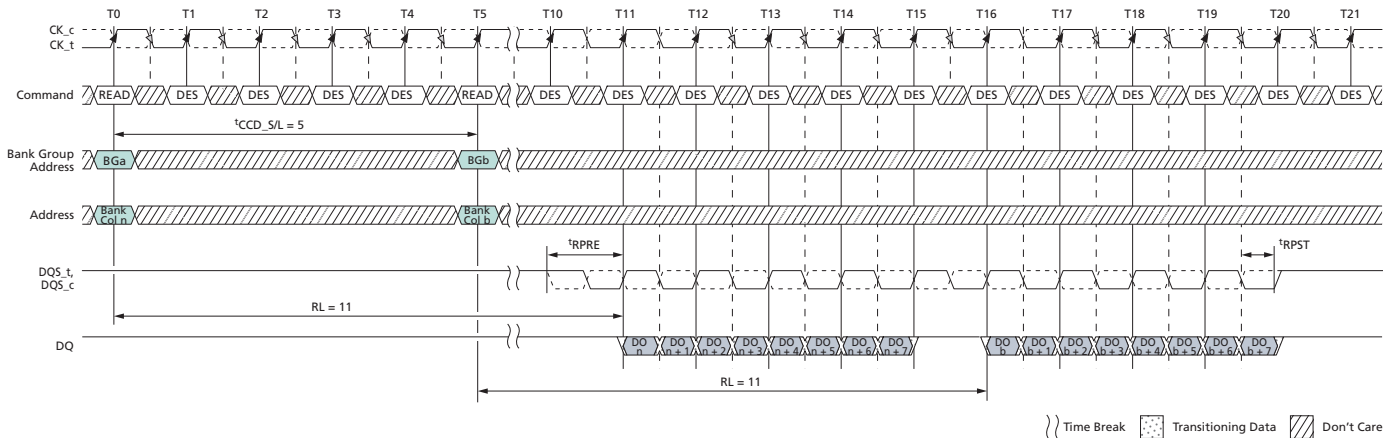 T0 T1 T2 T3 T4 T5 T10 T11 T12 T13 T14 T15 T16 T17 T18 T19 T20 T21
CK_c
CK_t
Command READ DES DES DES DES READ DES DES DES DES DES DES DES DES DES DES DES DES
tCCD_S/L = 5
Bank Group
Address
BGa BGb
Address
Bank
Col n
Bank
Col b
tRPRE tRPST
DQS_t,
DQS_c
RL = 11
DQ
DO
n
DO
n + 1
DO
n + 2
DO
n + 3
DO
n + 4
DO
n + 5
DO
n + 6
DO
n + 7
DO
b
DO
b + 1
DO
b + 2
DO
b + 3
DO
b + 4
DO
b + 5
DO
b + 6
DO
b + 7
RL = 11
Time Break Transitioning Data Don't Care